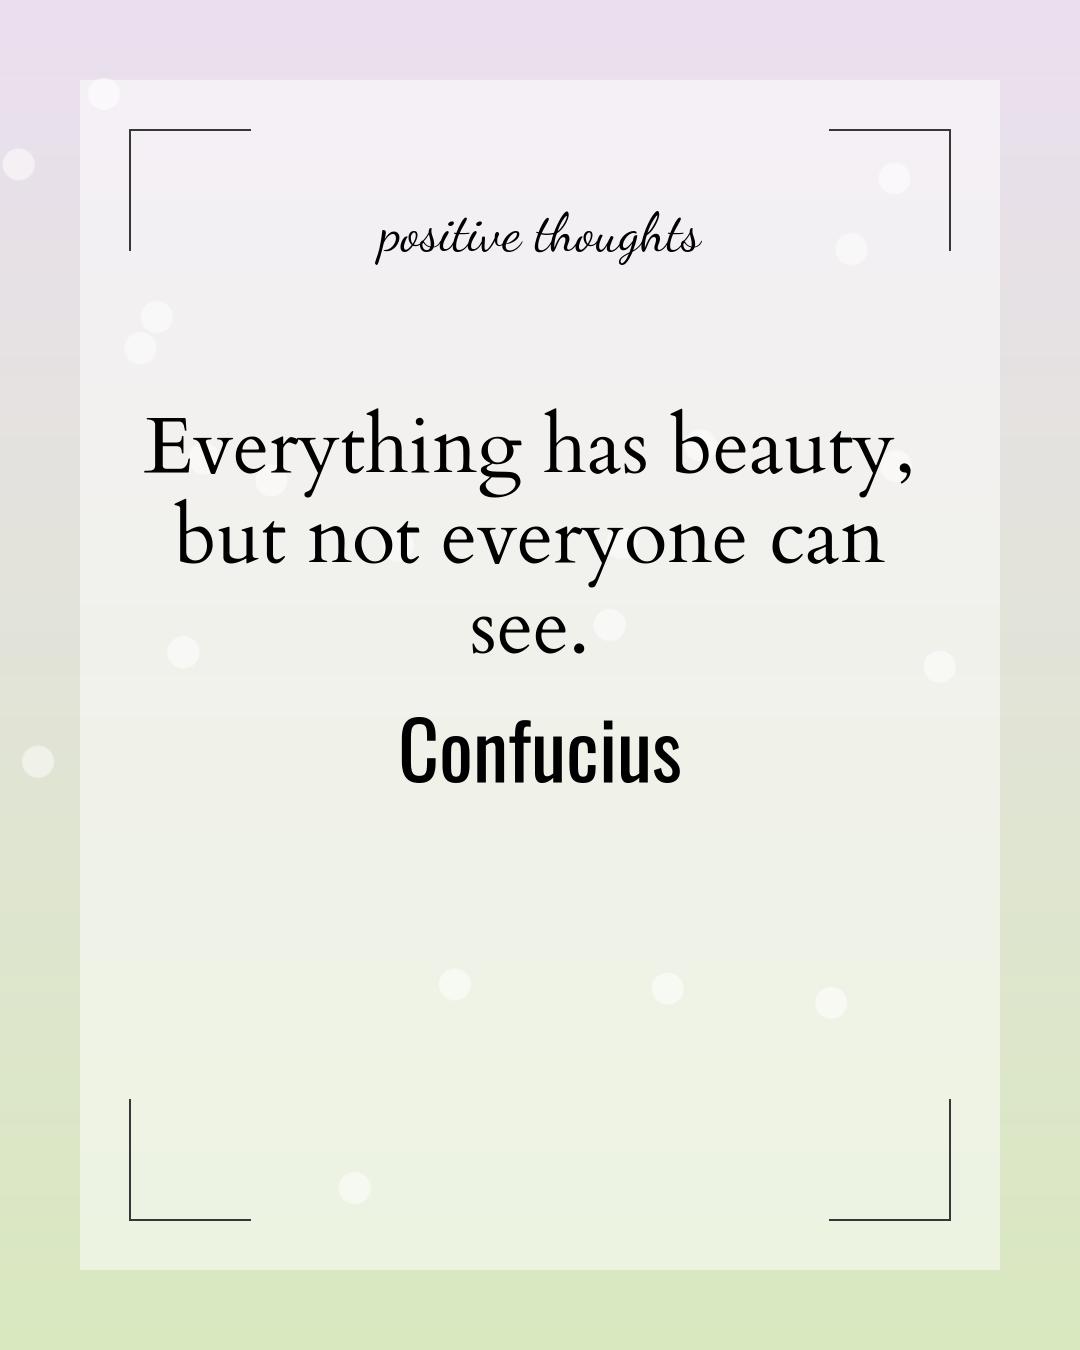 positive thoughts
Everything has beauty,
but not everyone can
see.
Confucius